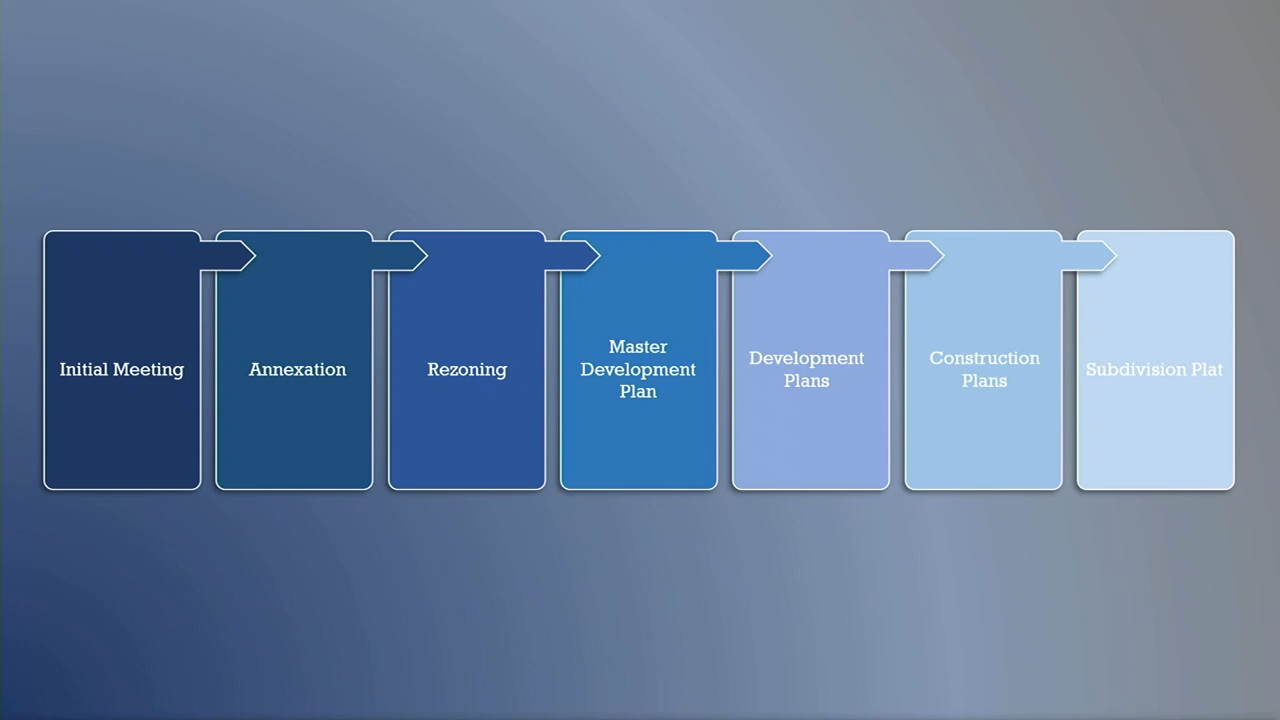 Initial Meeting
Annexation
Rezoning
Master
Development
Plan
Development
Plans
Construction
Plans
Subdivision Plat